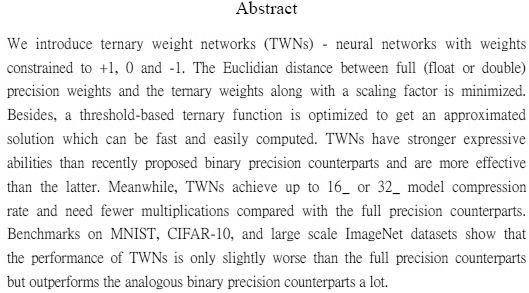 Abstract
We introduce ternary weight networks (TWNs) - neural networks with weights
constrained to +1, 0 and -1. The Euclidian distance between full (float or double)
precision weights and the ternary weights along with a scaling factor is minimized.
Besides, a threshold-based ternary function is optimized to get an approximated
solution which can be fast and easily computed. TWNs have stronger expressive
abilities than recently proposed binary precision counterparts and are more effective
than the latter. Meanwhile, TWNs achieve up to 16_ or 32_ model compression
rate and need fewer multiplications compared with the full precision counterparts.
Benchmarks on MNIST, CIFAR-10, and large scale ImageNet datasets show that
the performance of TWNs is only slightly worse than the full precision counterparts
but outperforms the analogous binary precision counterparts a lot.